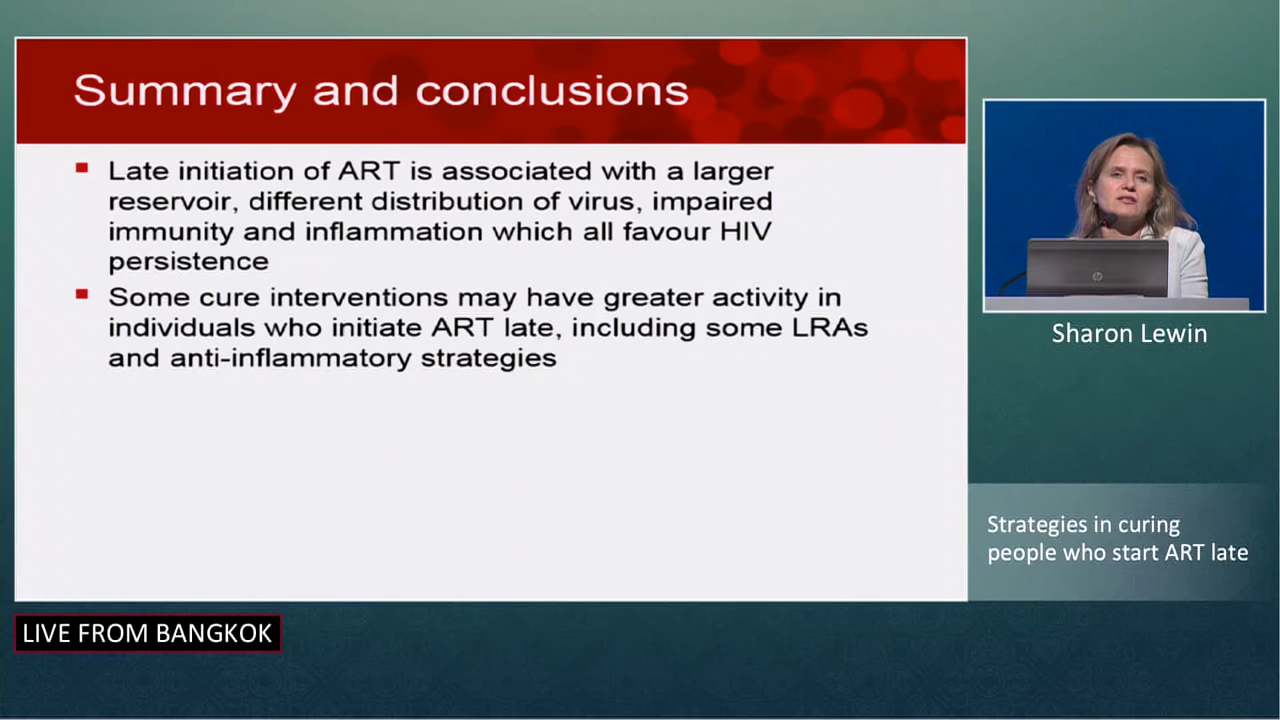 Summary and conclusions
Late initiation of ART is associated with a larger
reservoir, different distribution of virus, impaired
immunity and inflammation which all favour HIV
persistence
Some cure interventions may have greater activity in
individuals who initiate ART late, including some LRAs
and anti-inflammatory strategies
hp
Sharon Lewin
Strategies in curing
people who start ART late
LIVE FROM BANGKOK